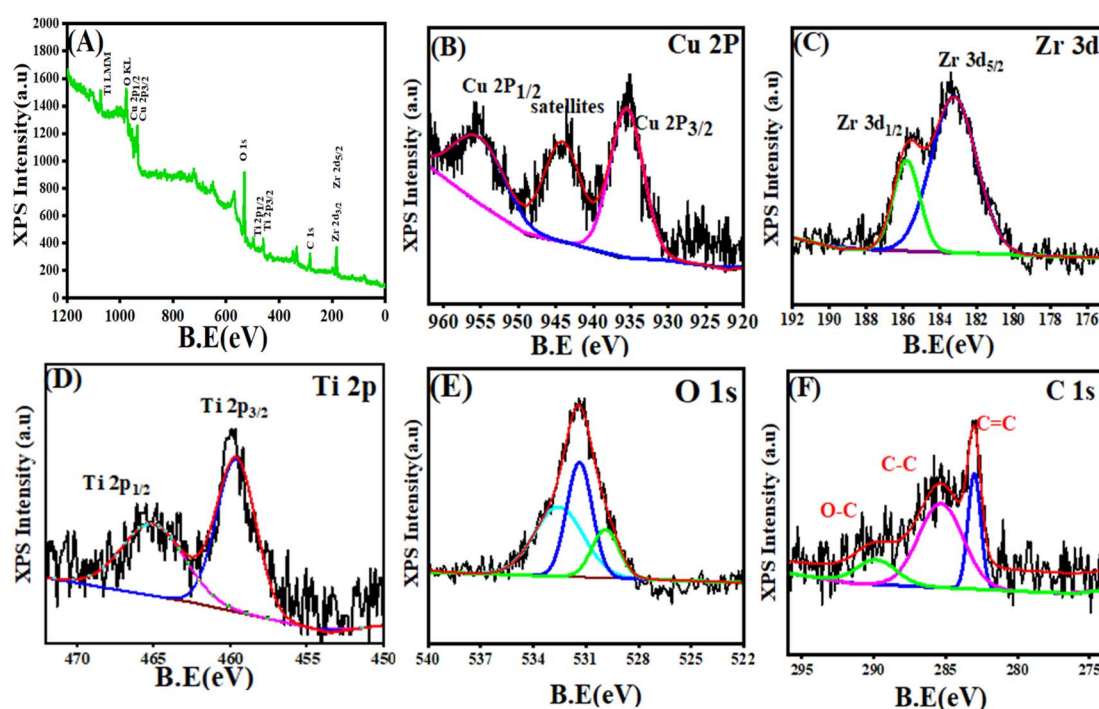 (A)
XPS Intensity(a.u)
2000
1800
1600
1400
1200
1000
800
600
400
200
0
Ti LMM
O KL
Cu 2p1/2
Cu 2p3/2
O 1s
Ti 2p1/2
Ti 2p3/2
C 1s
Zr 2d3/2
Zr 2d5/2
1200 1000 800 600 400 200 0
B.E(eV)
(B)
Cu 2P
XPS Intensity (a.u)
Cu 2P1/2
satellites
Cu 2P3/2
960 955 950 945 940 935 930 925 920
B.E (eV)
(C)
Zr 3d
XPS Intensity (a.u)
Zr 3d1/2
Zr 3d5/2
192 190 188 186 184 182 180 178 176
B.E(eV)
(D)
Ti 2p
XPS Intensity (a.u)
Ti 2p1/2
Ti 2p3/2
470 465 460 455 450
B.E(eV)
(E)
O 1s
XPS Intensity (a.u)
540 537 534 531 528 525 522
B.E(eV)
(F)
C 1s
XPS Intensity (a.u)
O-C
C-C
C=C
295 290 285 280 275
B.E(eV)